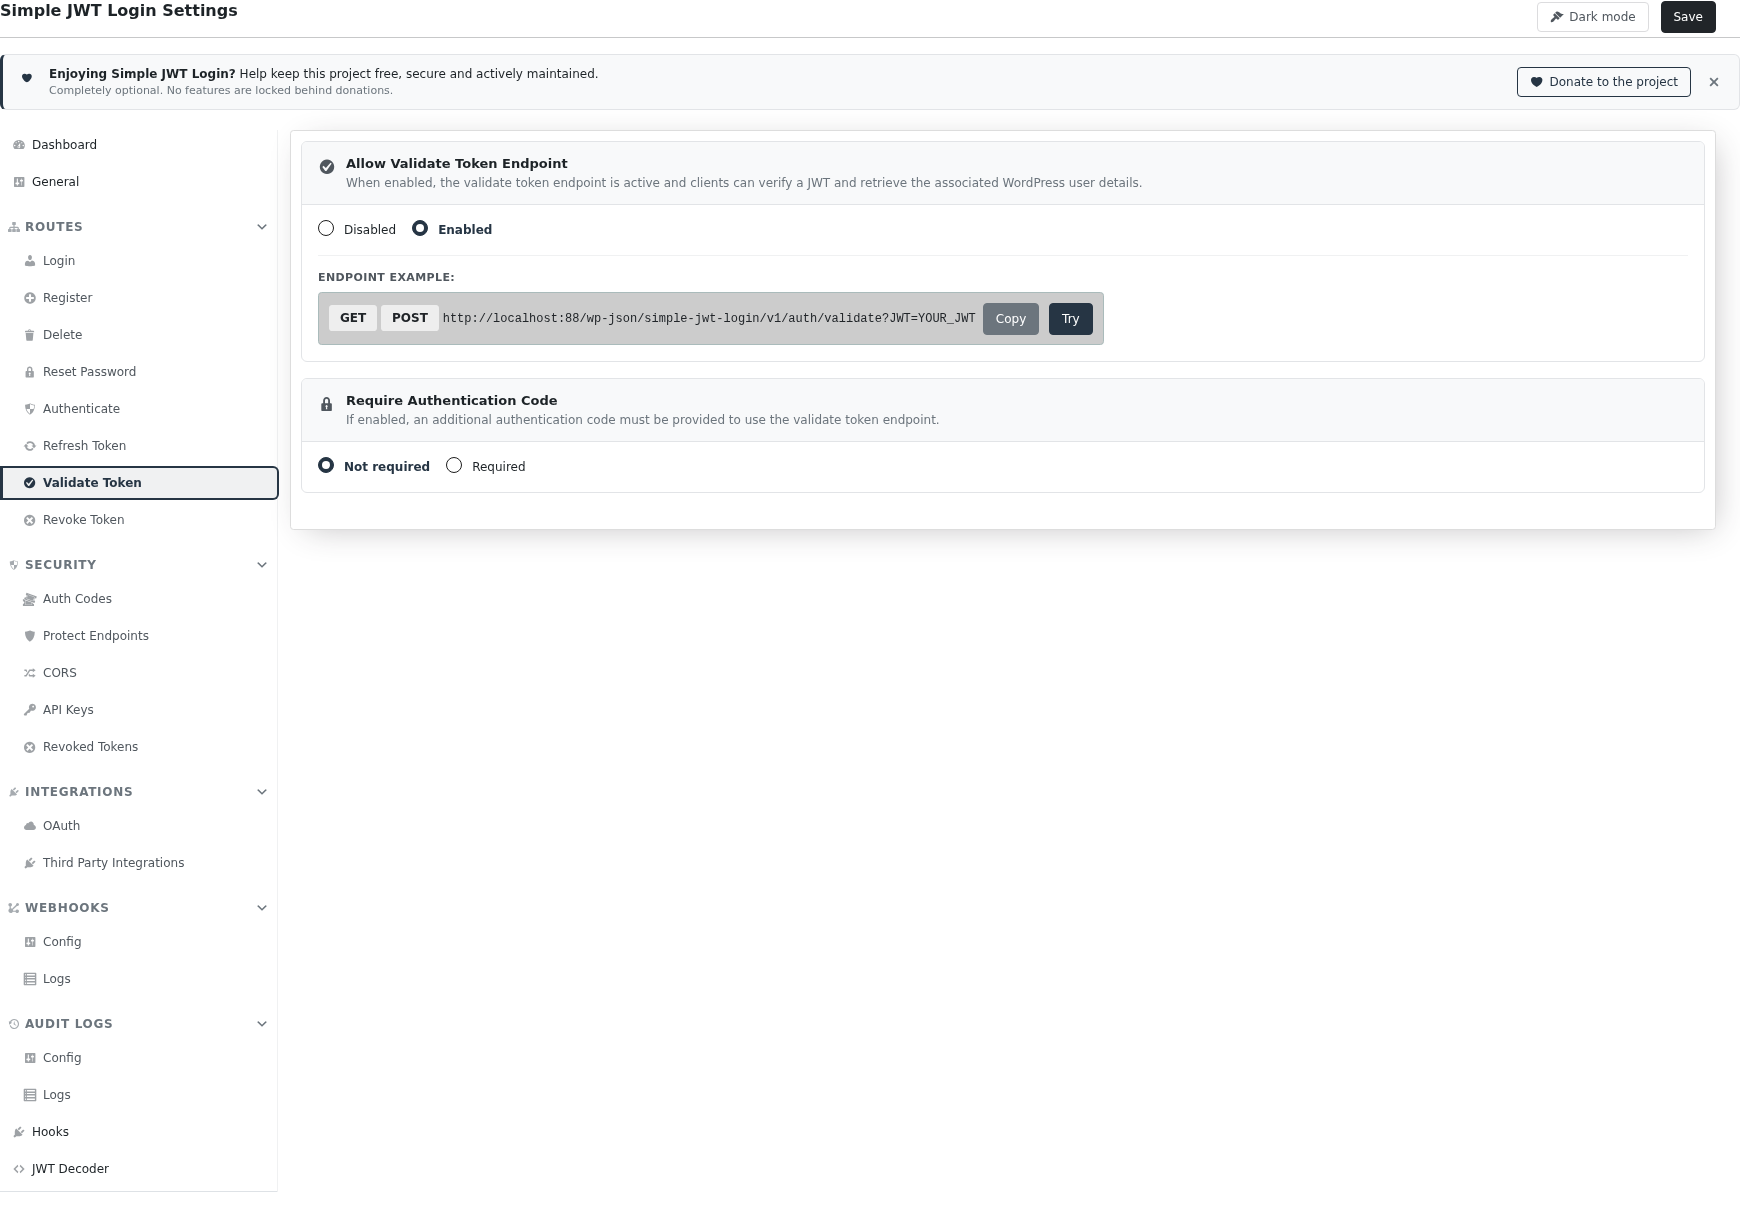 Simple JWT Login Settings
Dark mode
Save
Enjoying Simple JWT Login? Help keep this project free, secure and actively maintained.
Completely optional. No features are locked behind donations.
Donate to the project
Dashboard
General
ROUTES
Login
Register
Delete
Reset Password
Authenticate
Refresh Token
Validate Token
Revoke Token
SECURITY
Auth Codes
Protect Endpoints
CORS
API Keys
Revoked Tokens
INTEGRATIONS
OAuth
Third Party Integrations
WEBHOOKS
Config
Logs
AUDIT LOGS
Config
Logs
Hooks
JWT Decoder
Allow Validate Token Endpoint
When enabled, the validate token endpoint is active and clients can verify a JWT and retrieve the associated WordPress user details.
Disabled Enabled
ENDPOINT EXAMPLE:
GET POST http://localhost:88/wp-json/simple-jwt-login/v1/auth/validate?JWT=YOUR_JWT Copy Try
Require Authentication Code
If enabled, an additional authentication code must be provided to use the validate token endpoint.
Not required Required